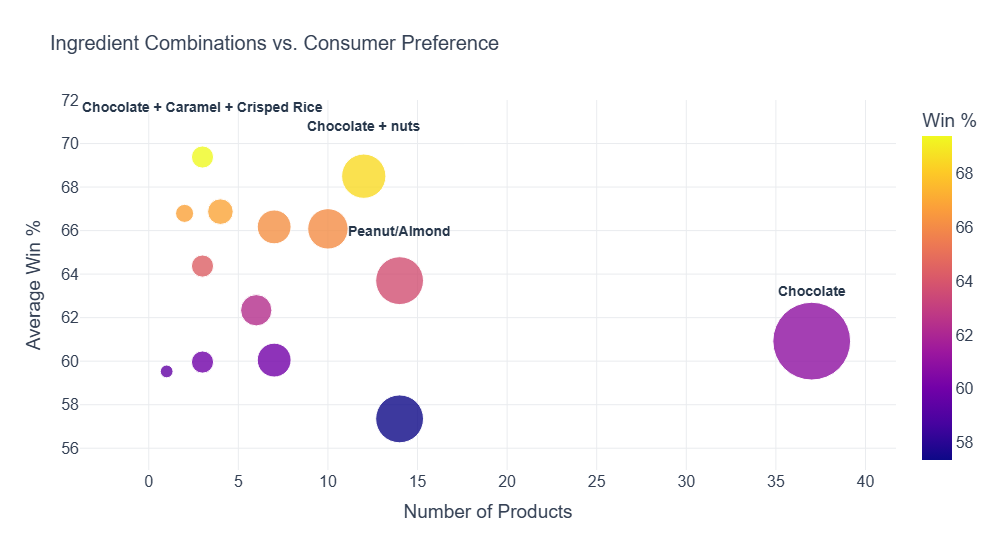 Ingredient Combinations vs. Consumer Preference
Win %
72
Chocolate + Caramel + Crisped Rice
Chocolate + nuts
70
68
66
Peanut/Almond
64
Chocolate
62
60
58
56
Average Win %
0 5 10 15 20 25 30 35 40
Number of Products
68
66
64
62
60
58